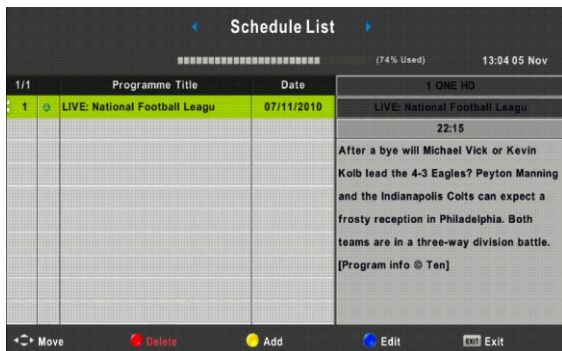 Schedule List
(74% Used) 13:04 05 Nov
1/1 Programme Title Date 1 ONE HD
1 LIVE: National Football Leagu 07/11/2010 LIVE: National Football Leagu
22:15
After a bye will Michael Vick or Kevin
Kolb lead the 4-3 Eagles? Peyton Manning
and the Indianapolis Colts can expect a
frosty reception in Philadelphia. Both
teams are in a three-way division battle.
[Program info © Ten]
Move Delete Add Edit EXIT Exit